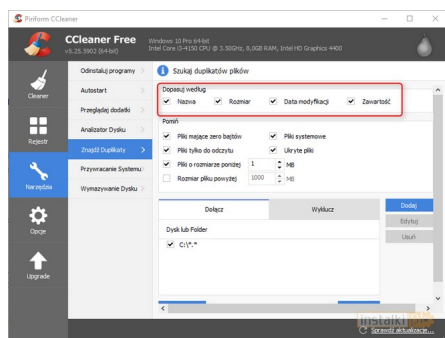 Piriform CCleaner
CCleaner Free
v5.25.5902 (64-bit)
Windows 10 Pro 64-bit
Intel Core i3-4150 CPU @ 3.50GHz, 8,0GB RAM, Intel HD Graphics 4400
Cleaner
Rejestr
Narzędzia
Opcje
Upgrade
Odinstaluj programy
Autostart
Przeglądaj dodatki
Analizator Dysku
Znajdź Duplikaty
Przywracanie Systemu
Wymazywanie Dysku
Szukaj duplikatów plików
Dopasuj według
Nazwa Rozmiar Data modyfikacji Zawartość
Pomiń
Pliki mające zero bajtów Pliki systemowe
Pliki tylko do odczytu Ukryte pliki
Pliki o rozmiarze poniżej 1 MB
Rozmiar pliku powyżej 1000 MB
Dołącz Wyklucz
Dysk lub Folder
C:\*.*
Dodaj
Edytuj
Usuń
instalki pl
Sprawdź aktualizacje...